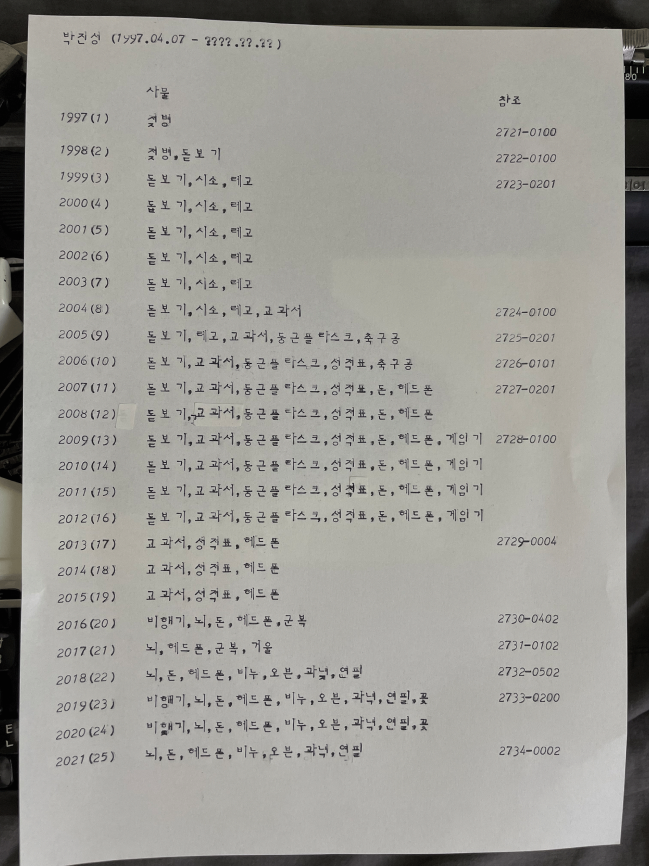 박진성 (1997.04.07 - ????.??.??)
사물 참조
1997(1) 젖병 2721-0100
1998(2) 젖병,돋보기 2722-0100
1999(3) 돋보기,시소,레고 2723-0201
2000(4) 돋보기,시소,레고
2001(5) 돋보기,시소,레고
2002(6) 돋보기,시소,레고
2003(7) 돋보기,시소,레고
2004(8) 돋보기,시소,레고,교과서 2724-0100
2005(9) 돋보기,레고,교과서,둥근플라스크,축구공 2725-0201
2006(10) 돋보기,교과서,둥근플라스크,성적표,축구공 2726-0101
2007(11) 돋보기,교과서,둥근플라스크,성적표,돈,헤드폰 2727-0201
2008(12) 돋보기,교과서,둥근플라스크,성적표,돈,헤드폰
2009(13) 돋보기,교과서,둥근플라스크,성적표,돈,헤드폰,게임기 2728-0100
2010(14) 돋보기,교과서,둥근플라스크,성적표,돈,헤드폰,게임기
2011(15) 돋보기,교과서,둥근플라스크,성적표,돈,헤드폰,게임기
2012(16) 돋보기,교과서,둥근플라스크,성적표,돈,헤드폰,게임기
2013(17) 교과서,성적표,헤드폰 2729-0004
2014(18) 교과서,성적표,헤드폰
2015(19) 교과서,성적표,헤드폰
2016(20) 비행기,뇌,돈,헤드폰,군복 2730-0402
2017(21) 뇌,헤드폰,군복,거울 2731-0102
2018(22) 뇌,돈,헤드폰,비누,오븐,과녁,연필 2732-0502
2019(23) 비행기,뇌,돈,헤드폰,비누,오븐,과녁,연필,꽃 2733-0200
2020(24) 비행기,뇌,돈,헤드폰,비누,오븐,과녁,연필,꽃
2021(25) 뇌,돈,헤드폰,비누,오븐,과녁,연필 2734-0002
80